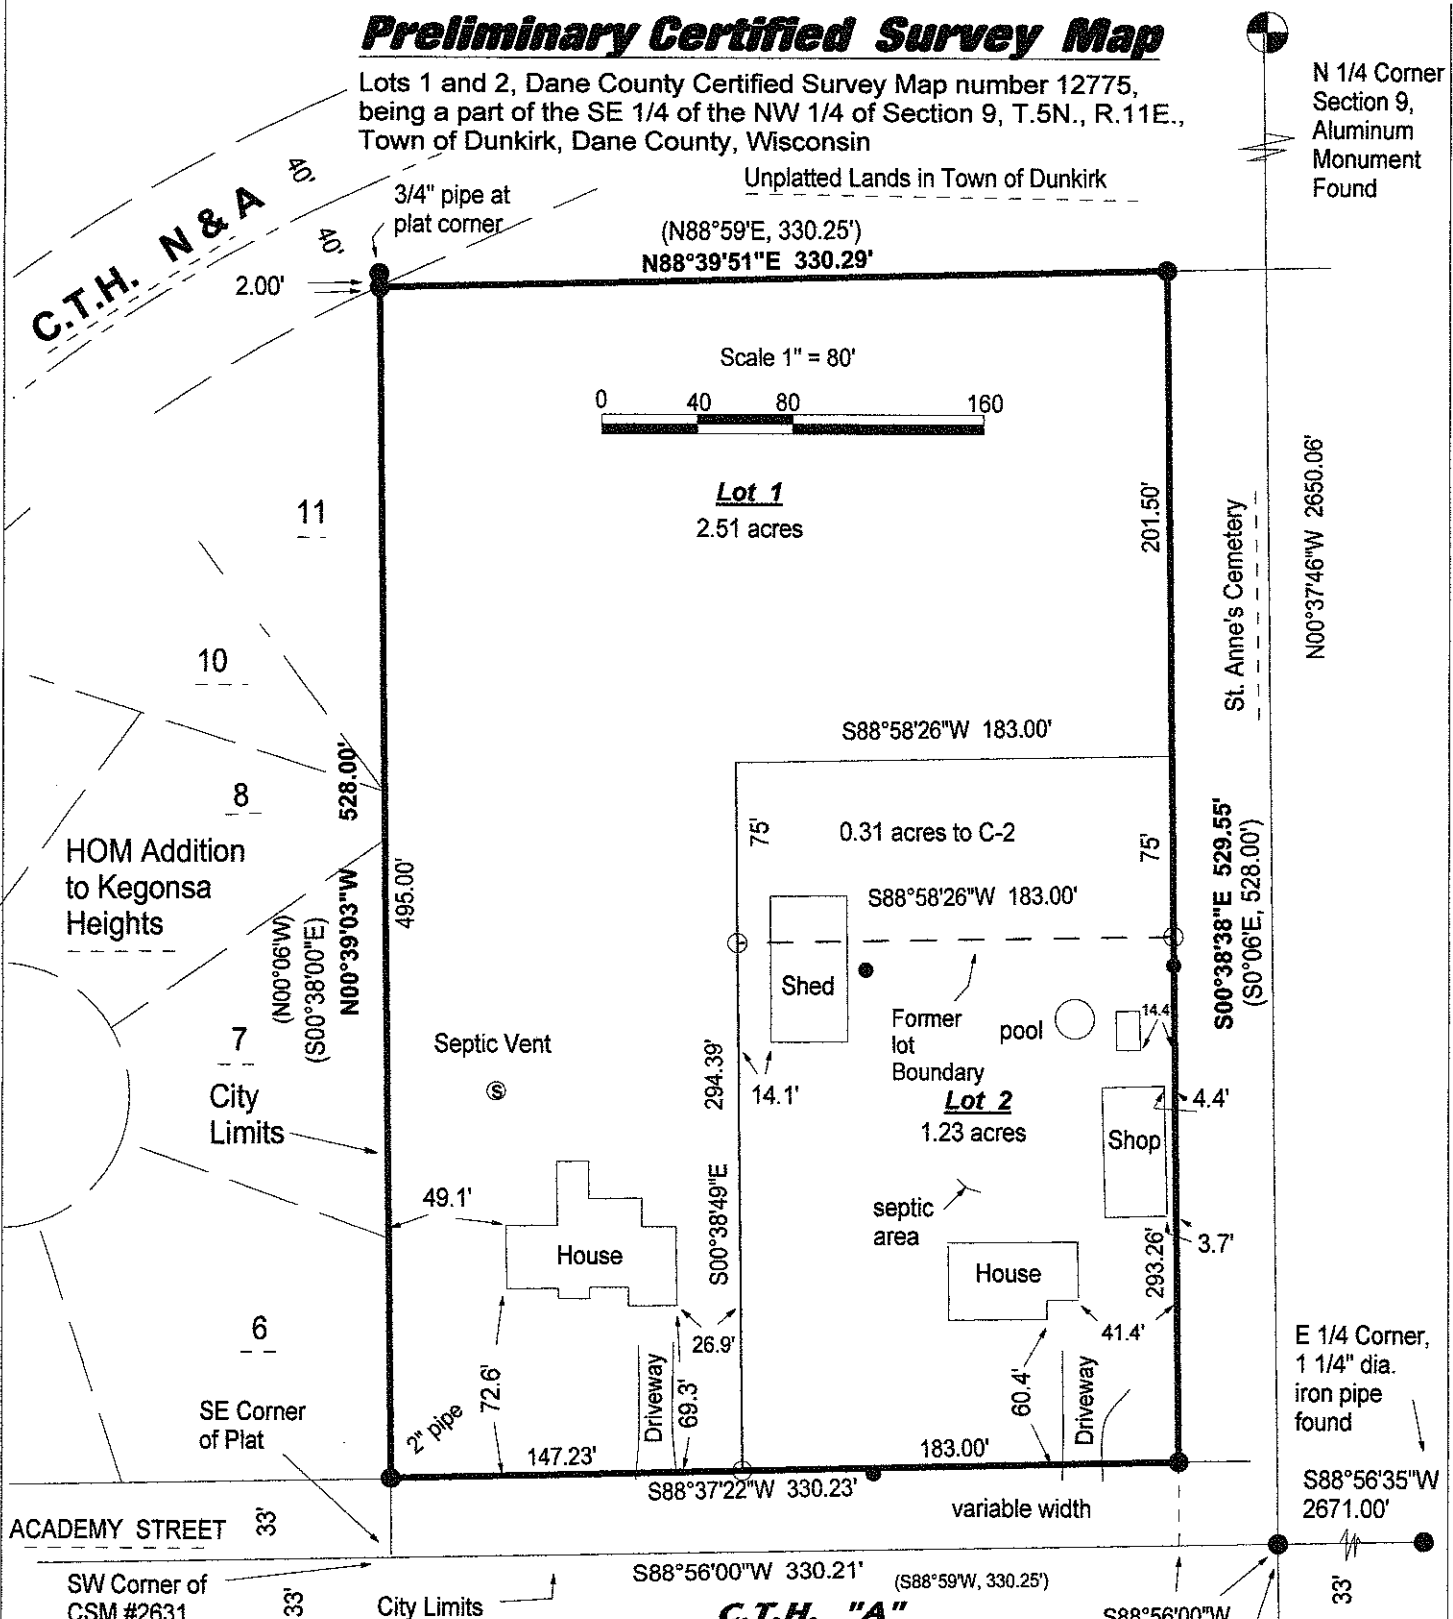 Preliminary Certified Survey Map
Lots 1 and 2, Dane County Certified Survey Map number 12775,
being a part of the SE 1/4 of the NW 1/4 of Section 9, T.5N., R.11E.,
Town of Dunkirk, Dane County, Wisconsin
N 1/4 Corner
Section 9,
Aluminum
Monument
Found
Unplatted Lands in Town of Dunkirk
C.T.H. N & A
40'
40'
3/4" pipe at
plat corner
2.00'
(N88°59'E, 330.25')
N88°39'51"E 330.29'
Scale 1" = 80'
0 40 80 160
Lot 1
2.51 acres
201.50'
St. Anne's Cemetery
N00°37'46"W 2650.06'
11
10
8
HOM Addition
to Kegonsa
Heights
7
City
Limits
6
N00°39'03"W 528.00'
(N00°06'W)
(S00°38'00"E)
495.00'
S88°58'26"W 183.00'
75'
0.31 acres to C-2
75'
S88°58'26"W 183.00'
S00°38'38"E 529.55'
(S0°06'E, 528.00')
Shed
Former
lot
Boundary
pool
14.4'
Septic Vent
S
294.39'
S00°38'49"E
14.1'
Lot 2
1.23 acres
4.4'
Shop
septic
area
3.7'
293.26'
49.1'
House
House
26.9'
41.4'
72.6'
69.3'
60.4'
Driveway
Driveway
E 1/4 Corner,
1 1/4" dia.
iron pipe
found
SE Corner
of Plat
2" pipe
147.23'
183.00'
S88°37'22"W 330.23'
variable width
S88°56'35"W
2671.00'
ACADEMY STREET
33'
SW Corner of
CSM #2631
33'
City Limits
S88°56'00"W 330.21'
(S88°59'W, 330.25')
C.T.H. "A"
S88°56'00"W
33'